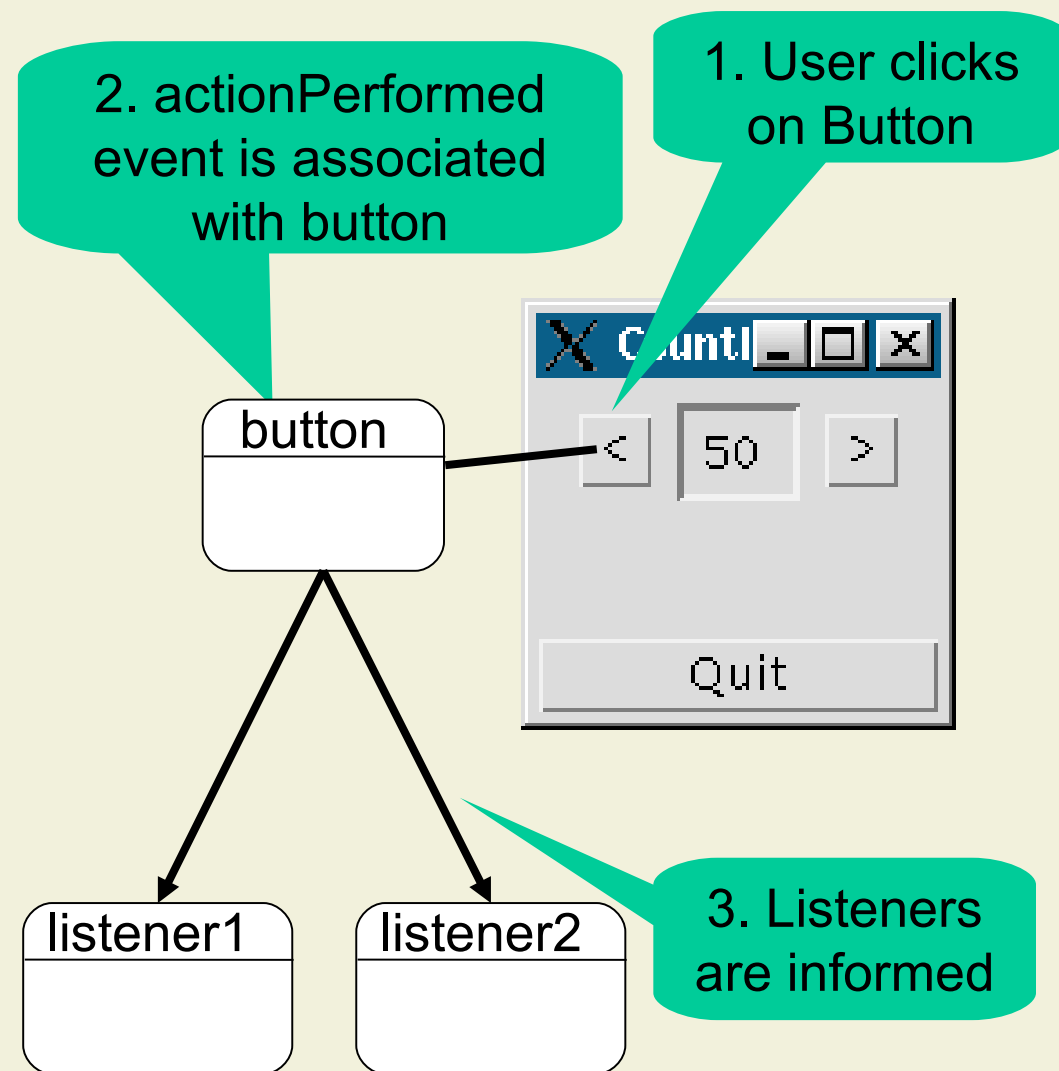 1. User clicks
on Button
2. actionPerformed
event is associated
with button
button
< 50 >
Quit
listener1
listener2
3. Listeners
are informed